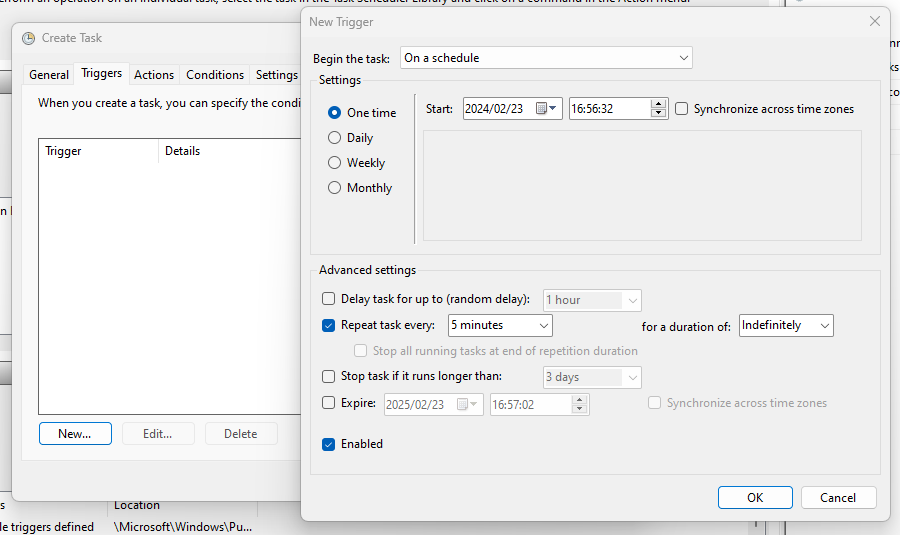 erform an operation on an individual task, select the task in the Task Scheduler Library and click on a command in the Action menu
Create Task
General
Triggers
Actions
Conditions
Settings
When you create a task, you can specify the condi
Trigger
Details
New...
Edit...
Delete
New Trigger
Begin the task:
On a schedule
Settings
One time
Daily
Weekly
Monthly
Start:
2024/02/23
16:56:32
Synchronize across time zones
Advanced settings
Delay task for up to (random delay):
1 hour
Repeat task every:
5 minutes
for a duration of:
Indefinitely
Stop all running tasks at end of repetition duration
Stop task if it runs longer than:
3 days
Expire:
2025/02/23
16:57:02
Synchronize across time zones
Enabled
OK
Cancel
s
Location
le triggers defined
\Microsoft\Windows\Pu...